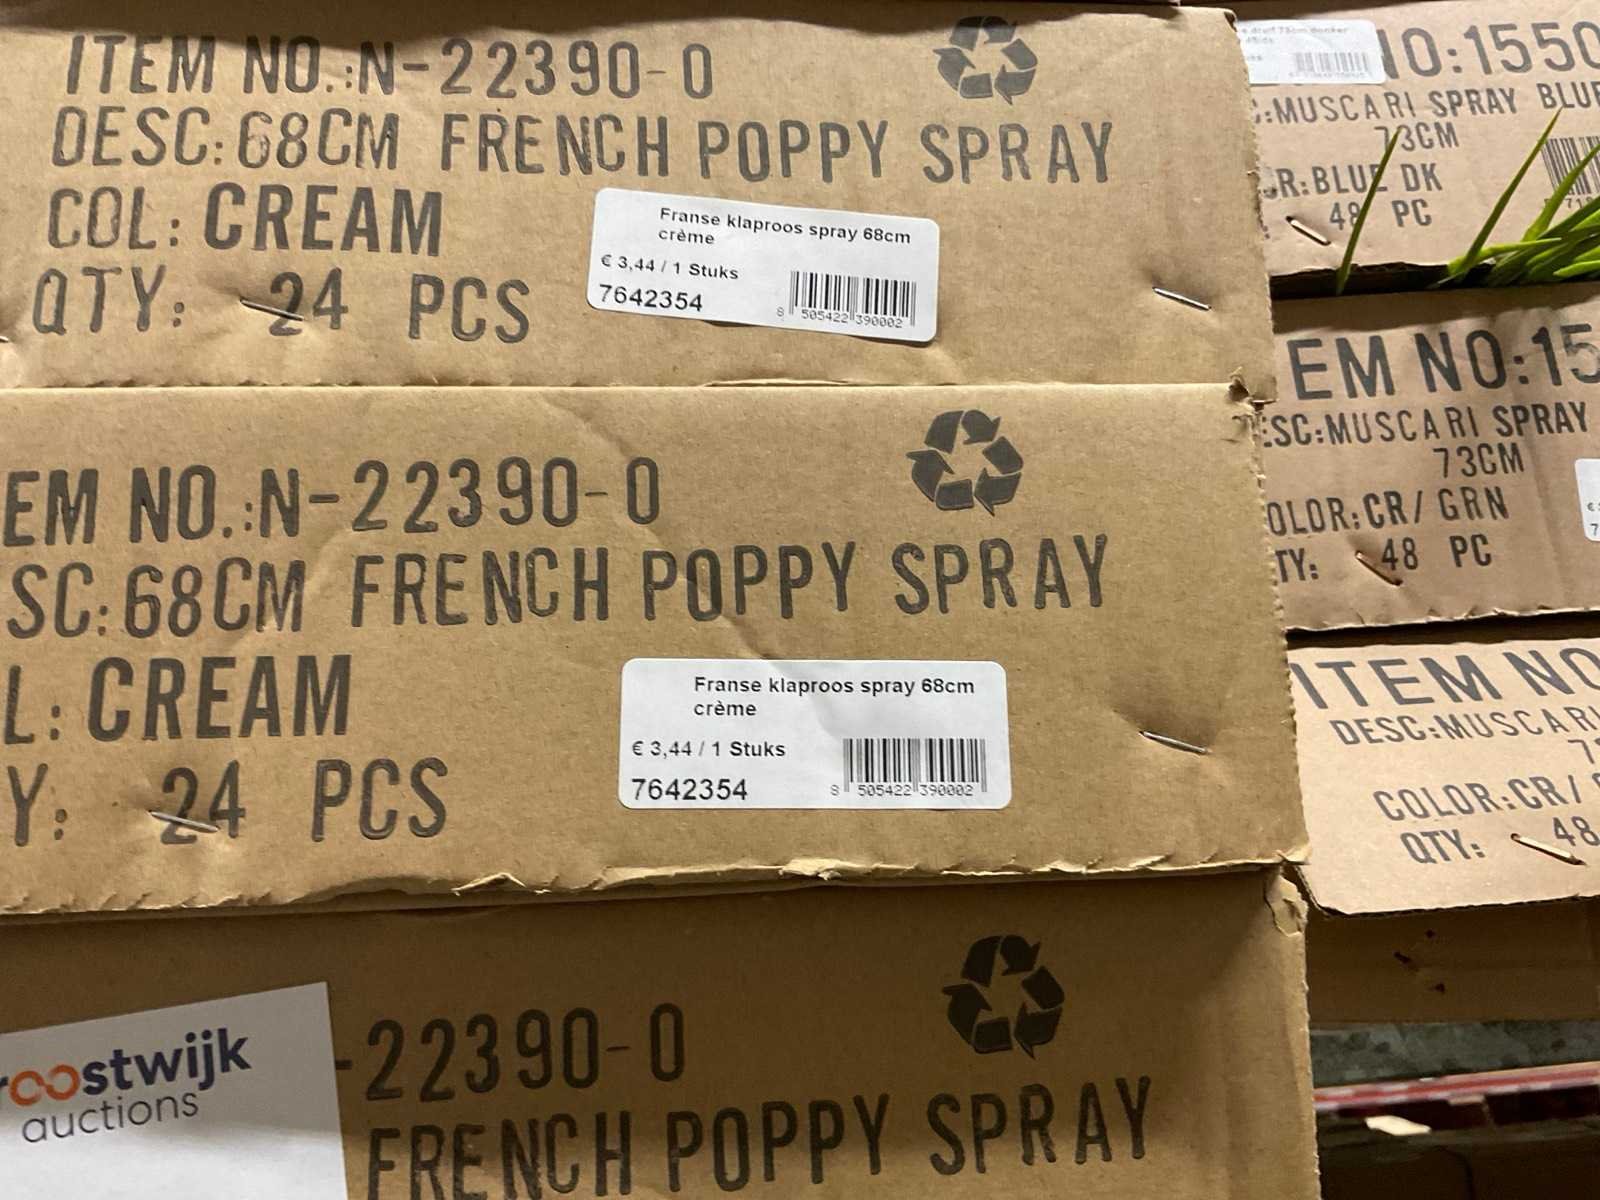 ITEM NO.:N-22390-0
DESC:68CM FRENCH POPPY SPRAY
COL: CREAM
QTY: 24 PCS
Franse klaproos spray 68cm
crème
€ 3,44 / 1 Stuks
7642354
8 505422 390002
EM NO.:N-22390-0
SC:68CM FRENCH POPPY SPRAY
L: CREAM
Y: 24 PCS
Franse klaproos spray 68cm
crème
€ 3,44 / 1 Stuks
7642354
8 505422 390002
-22390-0
FRENCH POPPY SPRAY
roostwijk
auctions
NO:1550
:MUSCARI SPRAY BLUE
73CM
R:BLUE DK
48 PC
EM NO:15
ESC:MUSCARI SPRAY
73CM
OLOR:CR/ GRN
TY: 48 PC
ITEM NO
DESC:MUSCARI
COLOR:CR/
QTY: 48